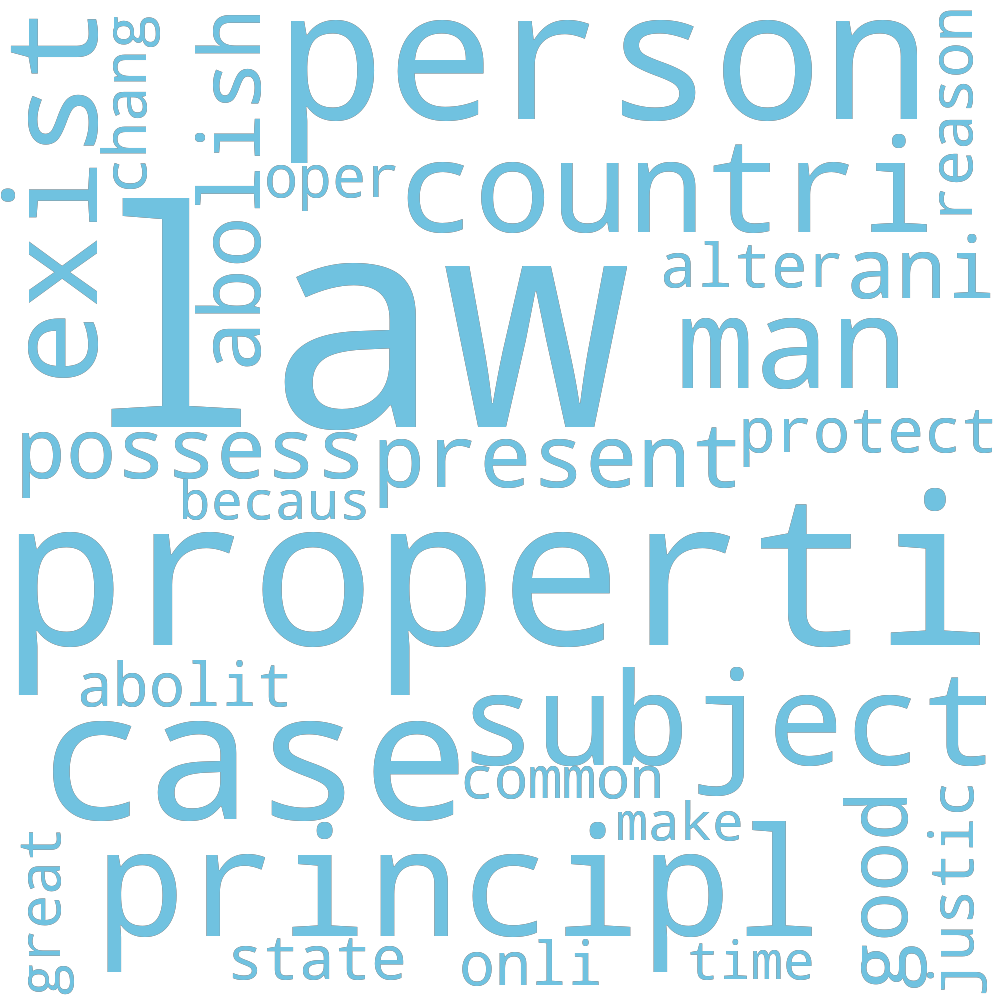 exist
chang
abolish
person
reason
oper
countri
law
alter
ani
man
possess
present
protect
becaus
properti
abolit
subject
case
common
make
good
justic
great
principl
state
onli
time